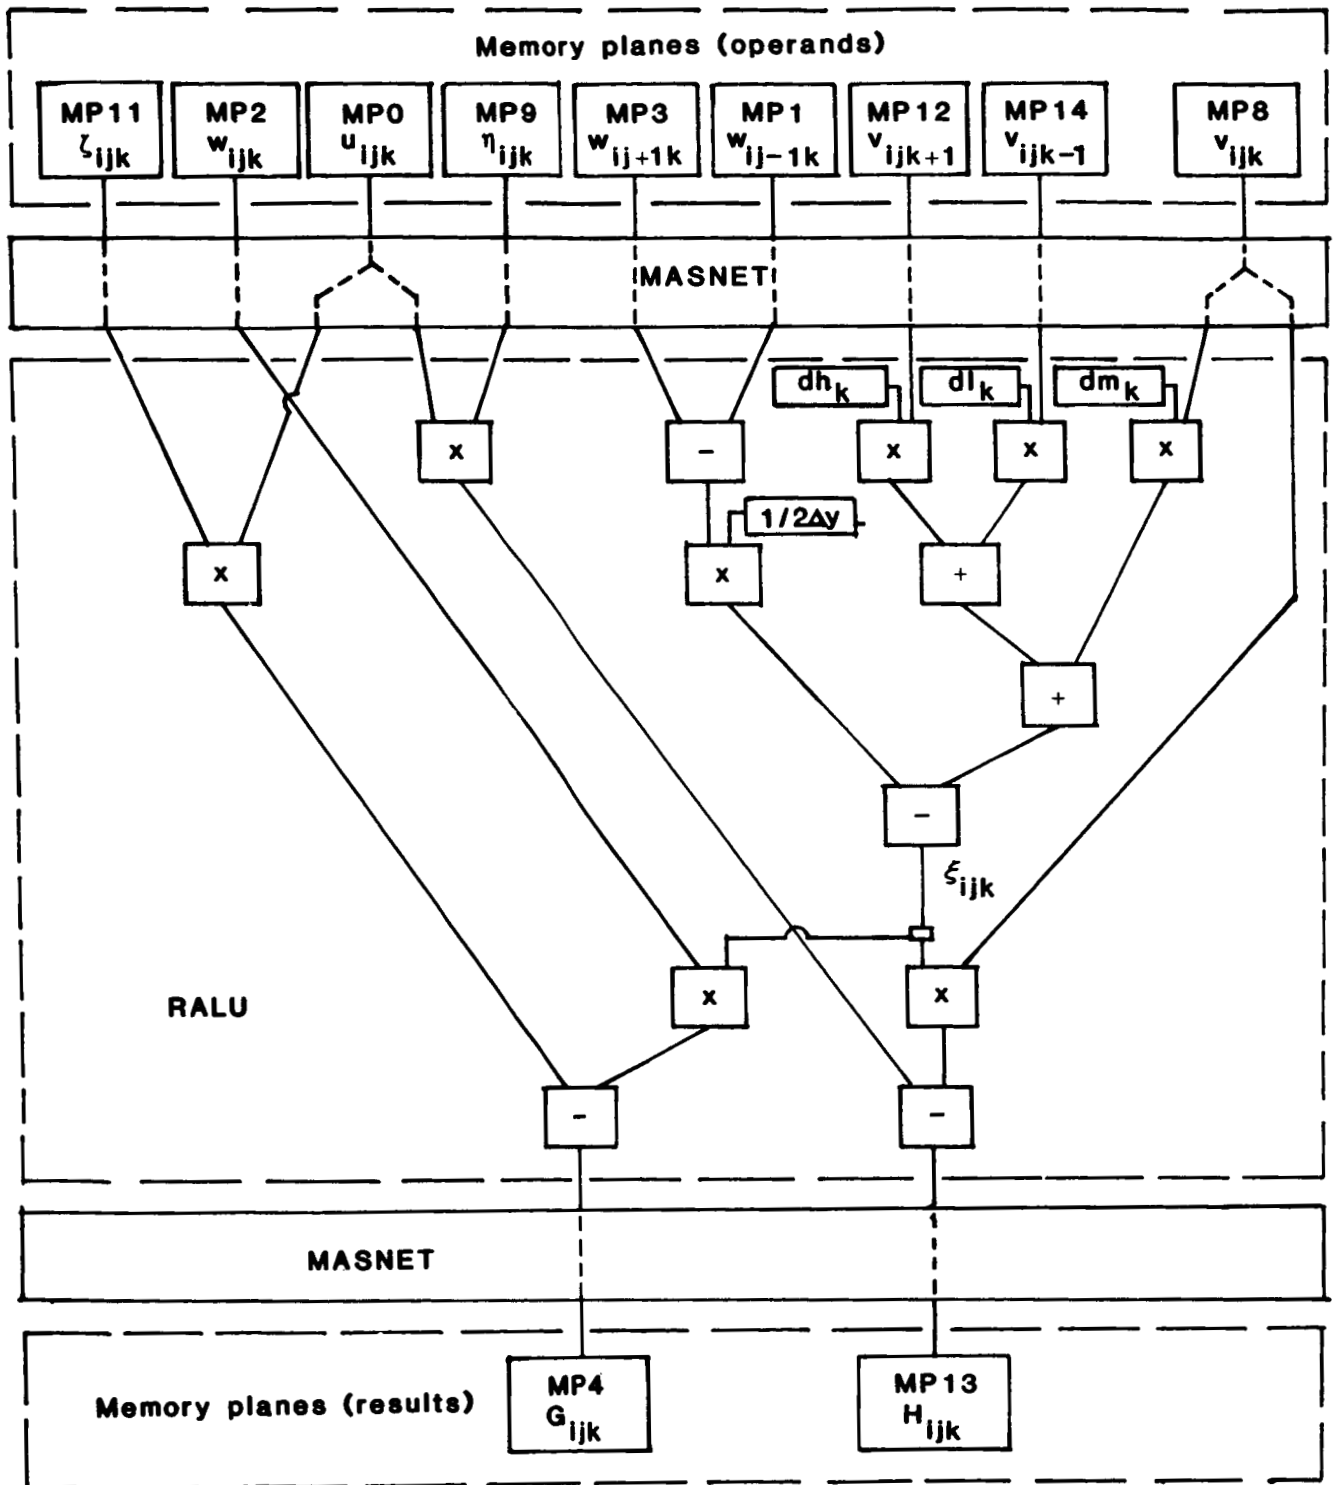 Memory planes (operands)
MP11 MP2 MP0 MP9 MP3 MP1 MP12 MP14 MP8
ζijk wijk uijk ηijk wij+1k wij-1k vijk+1 vijk-1 vijk
MASNET
dhk dlk dmk
x - x x x
1/2Δy
x x +
+
-
ξijk
x x
RALU
- -
MASNET
MP4 MP13
Memory planes (results)
Gijk Hijk